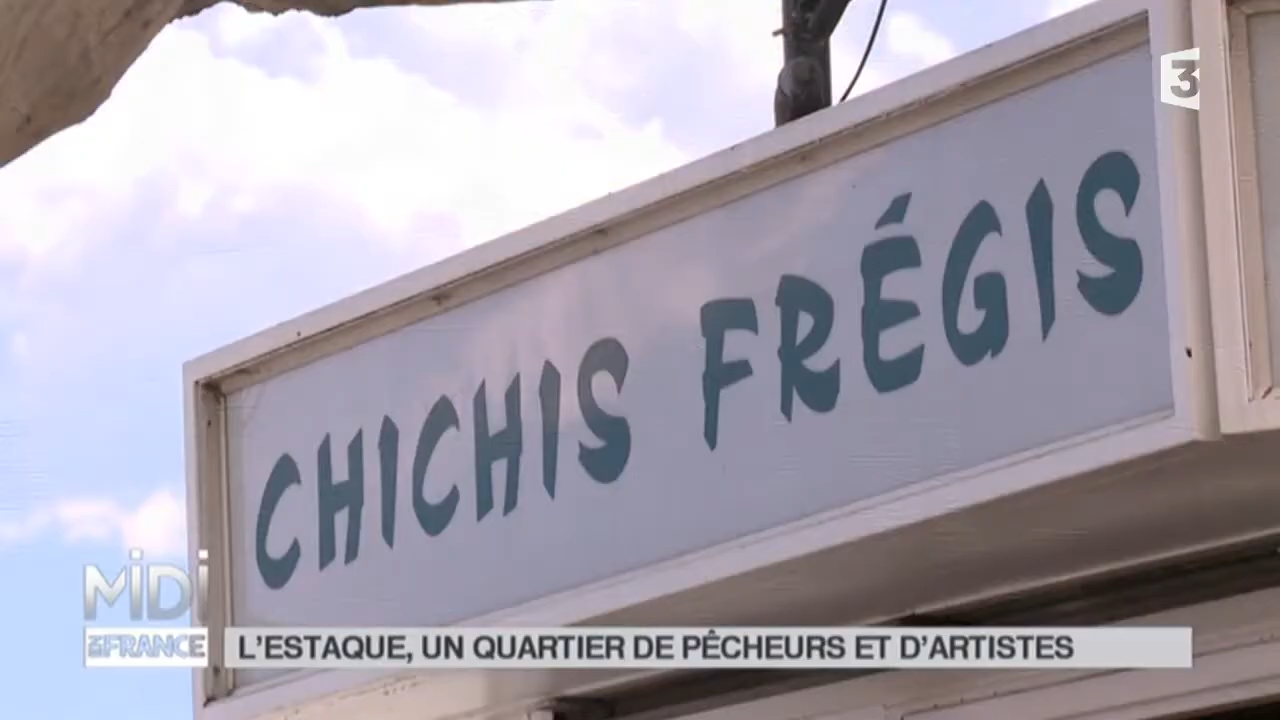 3
CHICHIS FRÉGIS
MiDi
EN FRANCE
L'ESTAQUE, UN QUARTIER DE PÊCHEURS ET D'ARTISTES